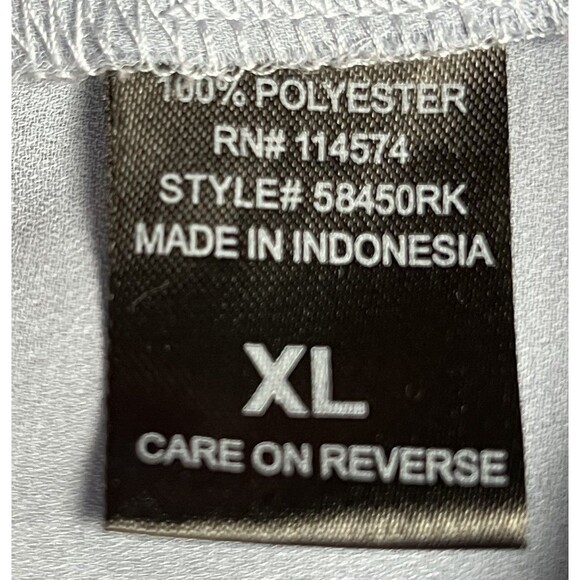 100% POLYESTER
RN# 114574
STYLE# 58450RK
MADE IN INDONESIA
XL
CARE ON REVERSE